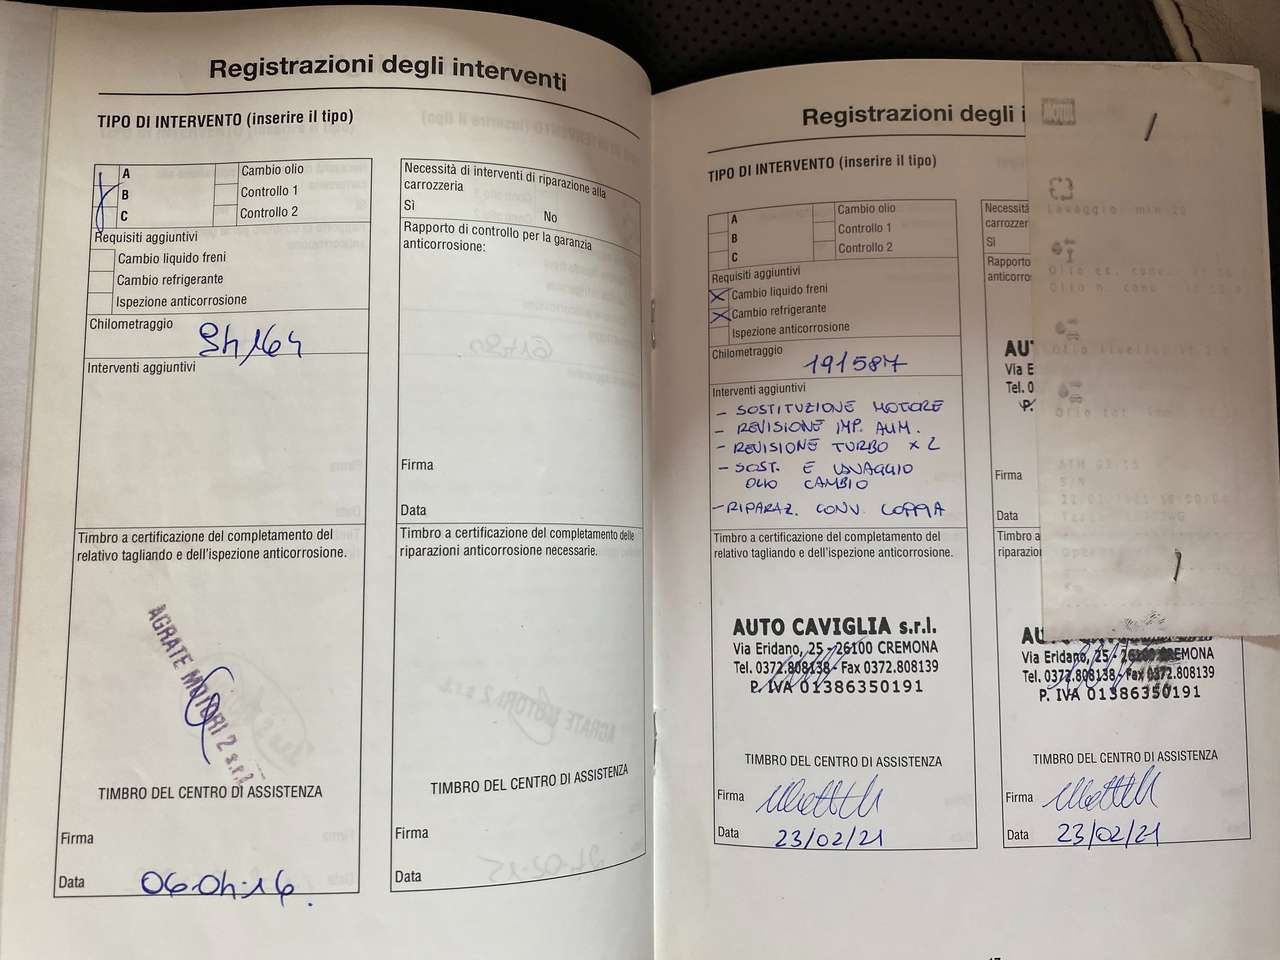 Registrazioni degli interventi
TIPO DI INTERVENTO (inserire il tipo)
A
B
C
Cambio olio
Controllo 1
Controllo 2
Requisiti aggiuntivi
Cambio liquido freni
Cambio refrigerante
Ispezione anticorrosione
Chilometraggio
94164
Interventi aggiuntivi
Timbro a certificazione del completamento del
relativo tagliando e dell'ispezione anticorrosione.
AGRATE MOTORI 2 s.r.l.
TIMBRO DEL CENTRO DI ASSISTENZA
Firma
Data 06-04-16.
Necessità di interventi di riparazione alla
carrozzeria
Sì No
Rapporto di controllo per la garanzia
anticorrosione:
Firma
Data
Timbro a certificazione del completamento delle
riparazioni anticorrosione necessarie.
TIMBRO DEL CENTRO DI ASSISTENZA
Firma
Data
Registrazioni degli i
TIPO DI INTERVENTO (inserire il tipo)
A
B
C
Cambio olio
Controllo 1
Controllo 2
Requisiti aggiuntivi
Cambio liquido freni
Cambio refrigerante
Ispezione anticorrosione
Chilometraggio
191587
Interventi aggiuntivi
- SOSTITUZIONE MOTORE
- REVISIONE IMP. ALIM.
- REVISIONE TURBO x 2
- SOST. E LAVAGGIO
OLIO CAMBIO
- RIPARAZ. CONV. COPPIA
Timbro a certificazione del completamento del
relativo tagliando e dell'ispezione anticorrosione.
AUTO CAVIGLIA s.r.l.
Via Eridano, 25 - 26100 CREMONA
Tel. 0372.808138 - Fax 0372.808139
P. IVA 01386350191
TIMBRO DEL CENTRO DI ASSISTENZA
Firma
Data 23/02/21
Necessità
carrozzer
Sì
Rapporto
anticorros
AUT
Via E
Tel. 0
P.
Firma
Data
Timbro a
riparazioni
Via Eridano, 25 - 26100 CREMONA
Tel. 0372.808138 - Fax 0372.808139
P. IVA 01386350191
TIMBRO DEL CENTRO DI ASSISTENZA
Firma
Data 23/02/21
MOTUL
Lavaggio min